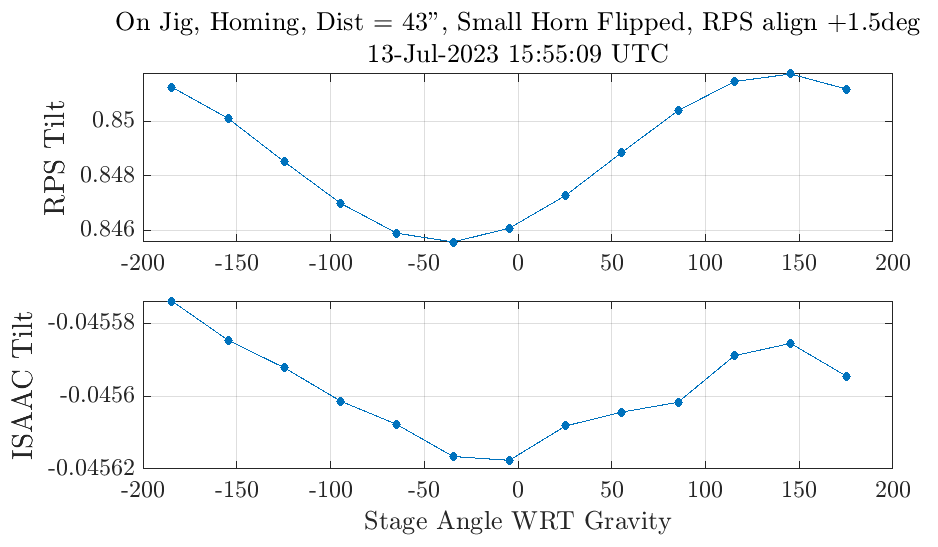 On Jig, Homing, Dist = 43”, Small Horn Flipped, RPS align +1.5deg
13-Jul-2023 15:55:09 UTC
RPS Tilt
0.85
0.848
0.846
-200 -150 -100 -50 0 50 100 150 200
ISAAC Tilt
-0.04558
-0.0456
-0.04562
-200 -150 -100 -50 0 50 100 150 200
Stage Angle WRT Gravity